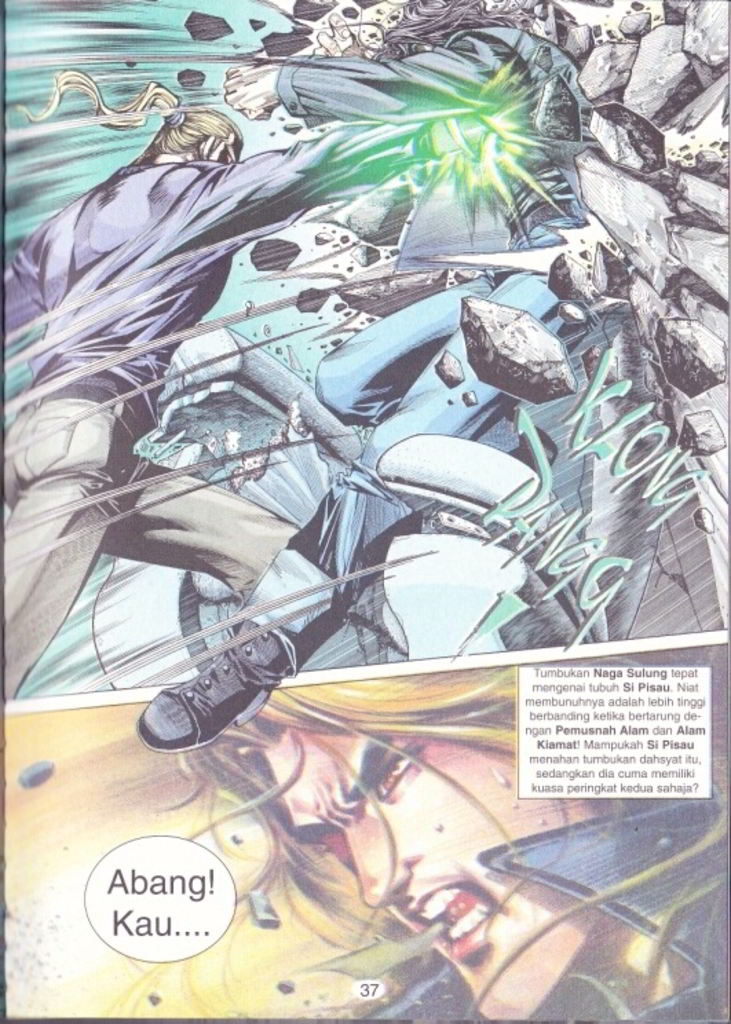 KLONG
DANGG
Tumbukan Naga Sulung tepat
mengenai tubuh Si Pisau. Niat
membunuhnya adalah lebih tinggi
berbanding ketika bertarung de-
ngan Pemusnah Alam dan Alam
Kiamat! Mampukah Si Pisau
menahan tumbukan dahsyat itu,
sedangkan dia cuma memiliki
kuasa peringkat kedua sahaja?
Abang!
Kau....
37